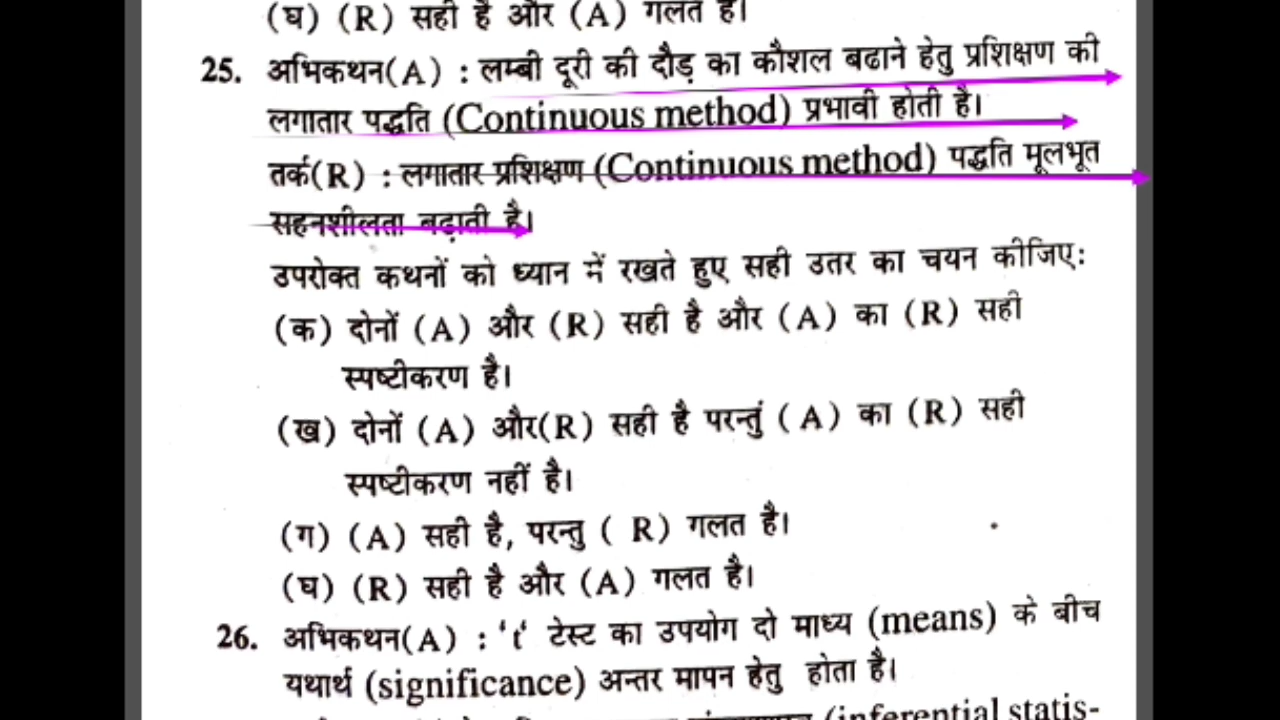 (घ) (R) सही है और (A) गलत है।
25. अभिकथन(A) : लम्बी दूरी की दौड़ का कौशल बढाने हेतु प्रशिक्षण की
लगातार पद्धति (Continuous method) प्रभावी होती है।
तर्क(R) : लगातार प्रशिक्षण (Continuous method) पद्धति मूलभूत
सहनशीलता बढ़ाती है।
उपरोक्त कथनों को ध्यान में रखते हुए सही उतर का चयन कीजिए:
(क) दोनों (A) और (R) सही है और (A) का (R) सही
स्पष्टीकरण है।
(ख) दोनों (A) और(R) सही है परन्तुं (A) का (R) सही
स्पष्टीकरण नहीं है।
(ग) (A) सही है, परन्तु ( R) गलत है।
(घ) (R) सही है और (A) गलत है।
26. अभिकथन(A) : 't' टेस्ट का उपयोग दो माध्य (means) के बीच
यथार्थ (significance) अन्तर मापन हेतु होता है।
(inferential statis-